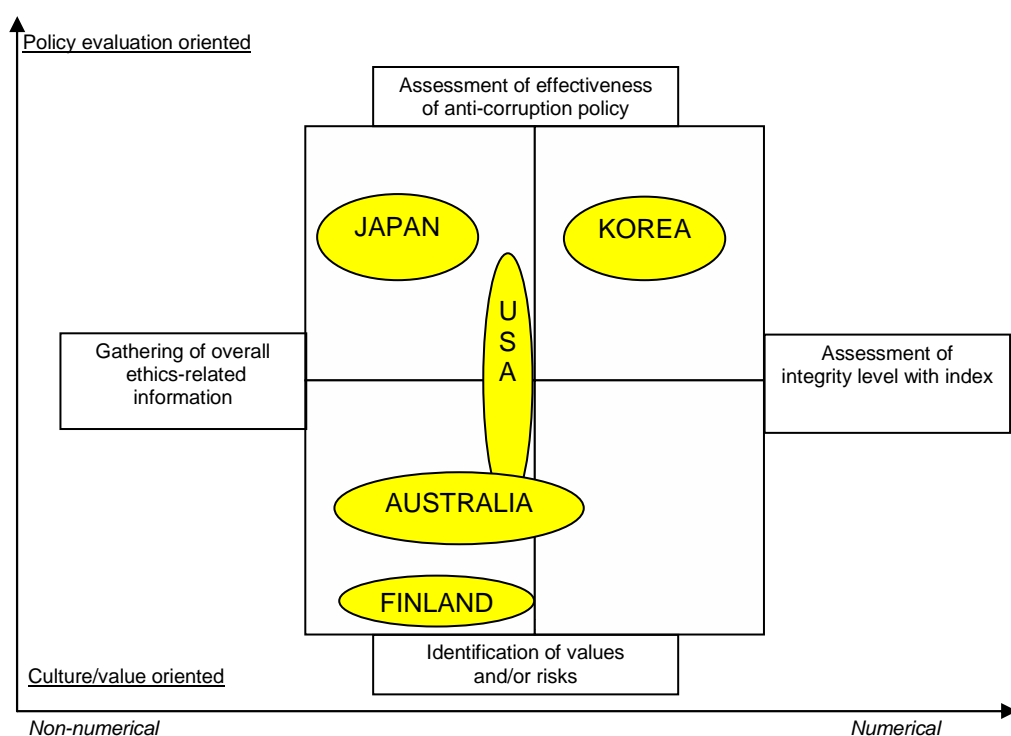 Policy evaluation oriented
Assessment of effectiveness
of anti-corruption policy
JAPAN
KOREA
U
S
A
Gathering of overall
ethics-related
information
Assessment of
integrity level with index
AUSTRALIA
FINLAND
Identification of values
and/or risks
Culture/value oriented
Non-numerical
Numerical